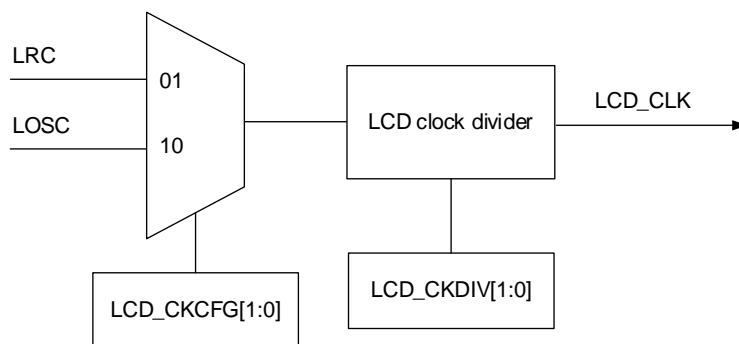 LRC
01
LOSC
10
LCD clock divider
LCD_CLK
LCD_CKCFG[1:0]
LCD_CKDIV[1:0]